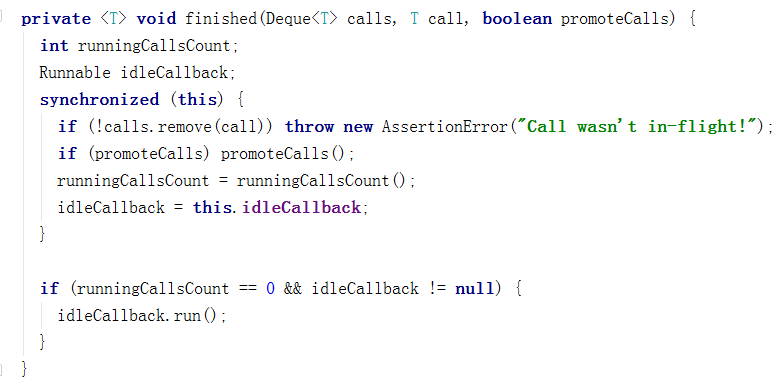 private <T> void finished(Deque<T> calls, T call, boolean promoteCalls) {
int runningCallsCount;
Runnable idleCallback;
synchronized (this) {
if (!calls.remove(call)) throw new AssertionError("Call wasn't in-flight!");
if (promoteCalls) promoteCalls();
runningCallsCount = runningCallsCount();
idleCallback = this.idleCallback;
}
if (runningCallsCount == 0 && idleCallback != null) {
idleCallback.run();
}
}